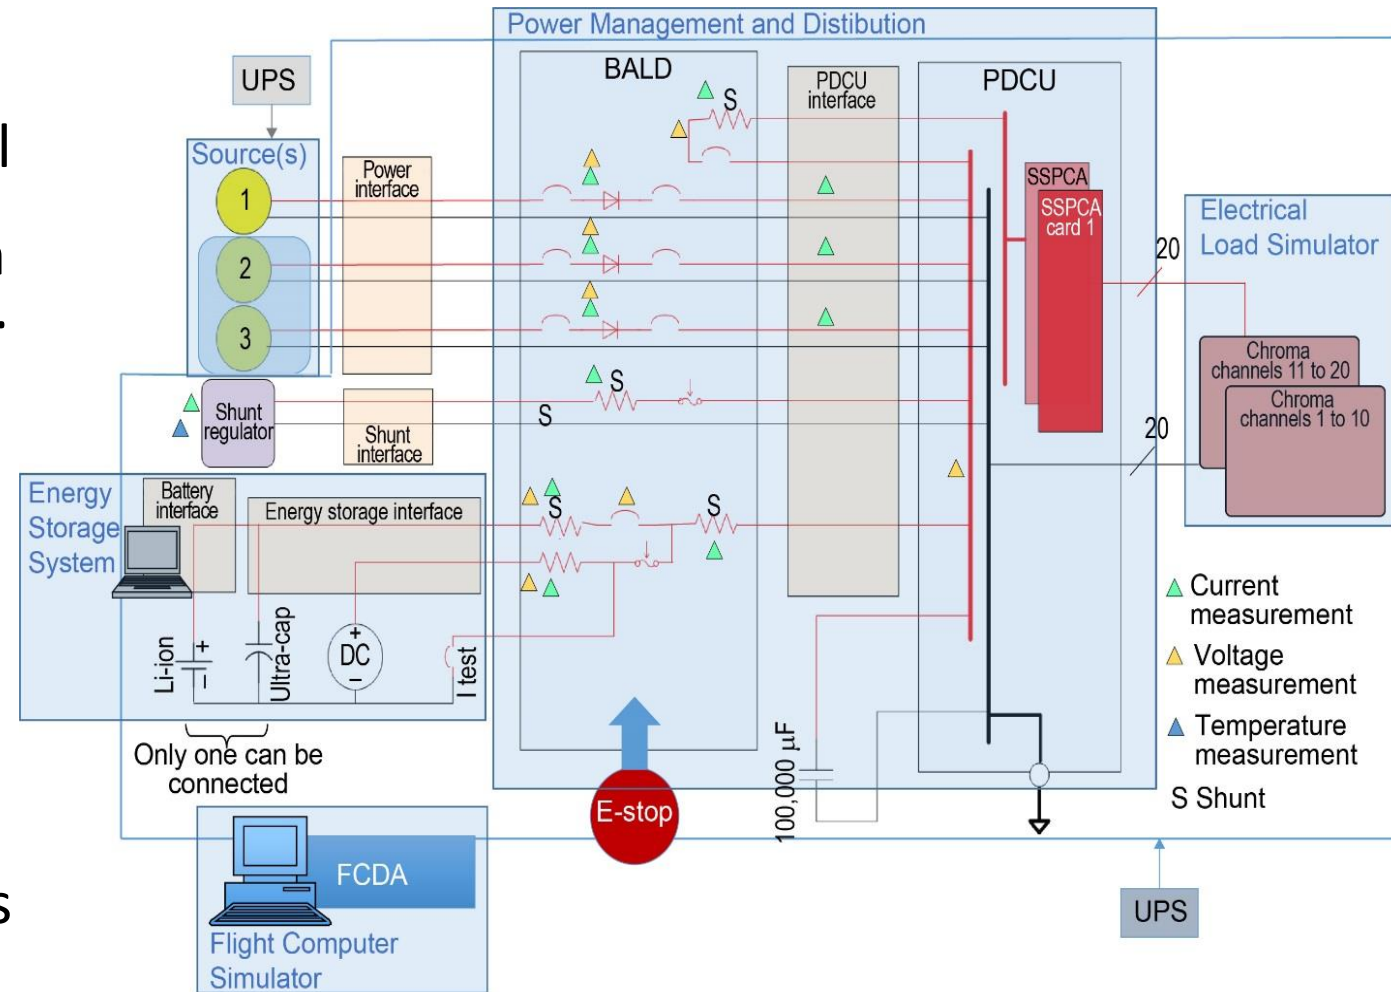 Power Management and Distibution
UPS
BALD
S
PDCU
interface
PDCU
Source(s)
Power
interface
1
2
3
SSPCA
SSPCA
card 1
20
Electrical
Load Simulator
Chroma
channels 11 to 20
Chroma
channels 1 to 10
20
Shunt
regulator
Shunt
interface
S
S
Energy
Storage
System
Battery
interface
Energy storage interface
S
S
Li-ion
+
–
Ultra-cap
+
DC
–
I test
Only one can be
connected
E-stop
100,000 µF
Current
measurement
Voltage
measurement
Temperature
measurement
S Shunt
FCDA
Flight Computer
Simulator
UPS
l
.
s